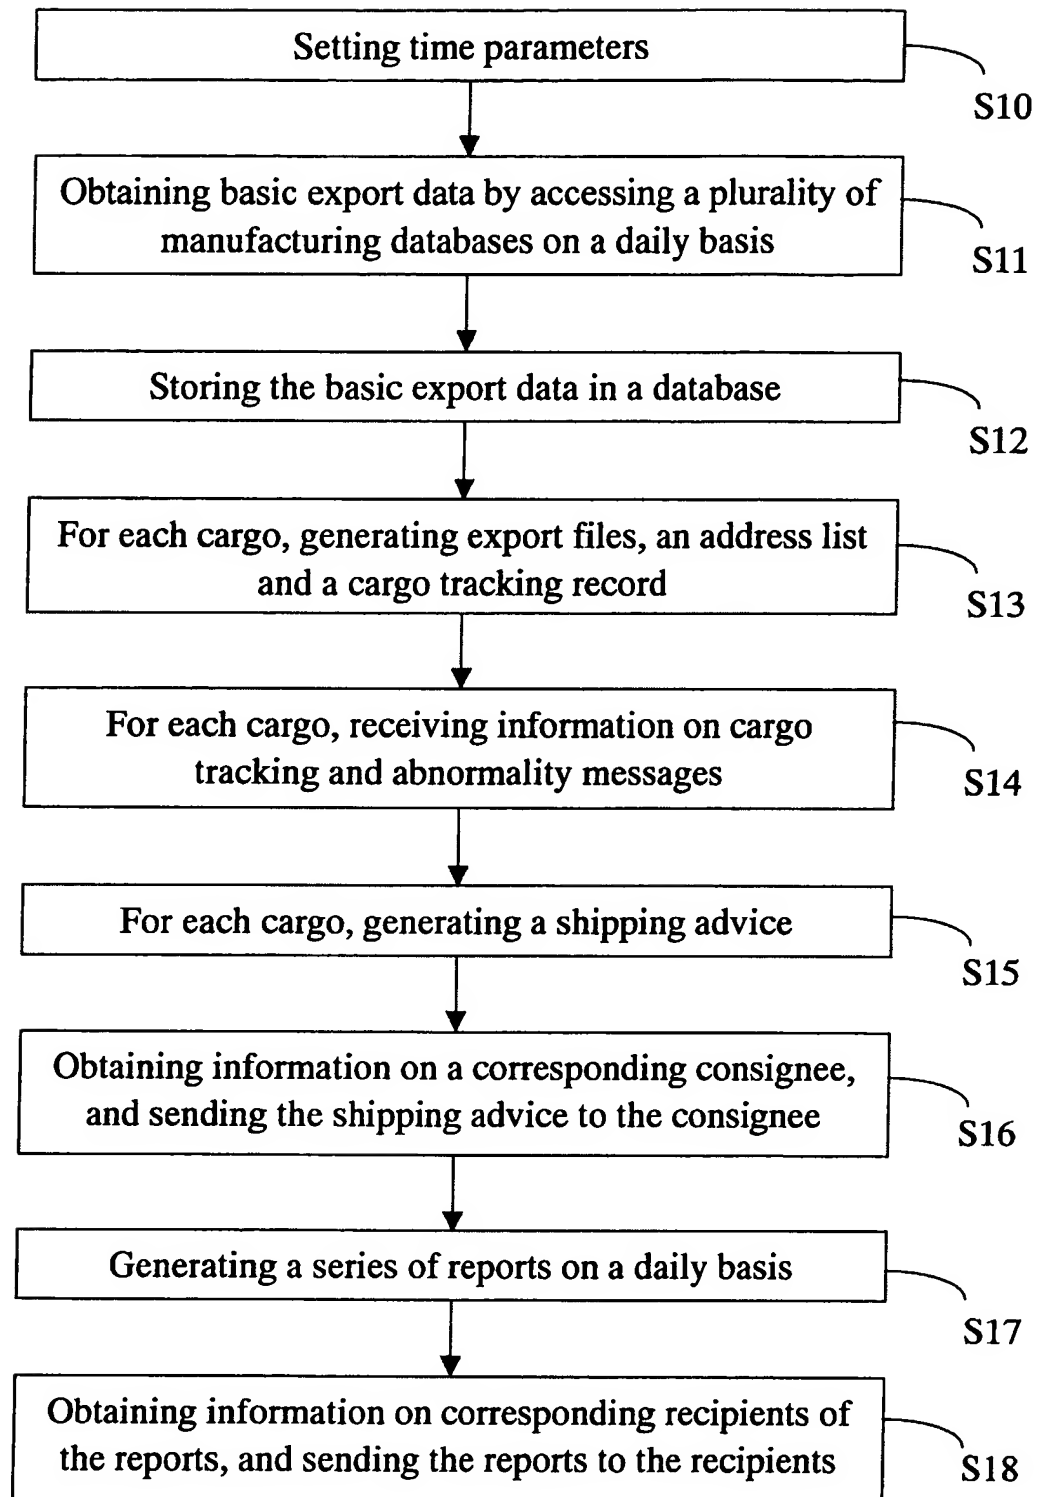 Setting time parameters
S10
Obtaining basic export data by accessing a plurality of
manufacturing databases on a daily basis
S11
Storing the basic export data in a database
S12
For each cargo, generating export files, an address list
and a cargo tracking record
S13
For each cargo, receiving information on cargo
tracking and abnormality messages
S14
For each cargo, generating a shipping advice
S15
Obtaining information on a corresponding consignee,
and sending the shipping advice to the consignee
S16
Generating a series of reports on a daily basis
S17
Obtaining information on corresponding recipients of
the reports, and sending the reports to the recipients
S18